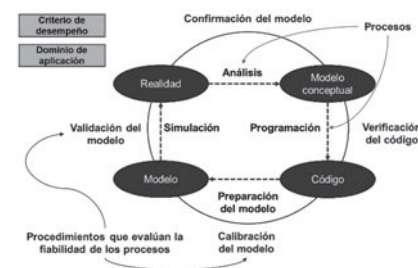 Confirmación del modelo
Criterio de
desempeño
Procesos
Dominio de
aplicación
Realidad
Análisis
Modelo
conceptual
Validación del
modelo
Simulación
Programación
Verificación
del código
Modelo
Código
Preparación
del modelo
Procedimientos que evalúan la
fiabilidad de los procesos
Calibración
del modelo